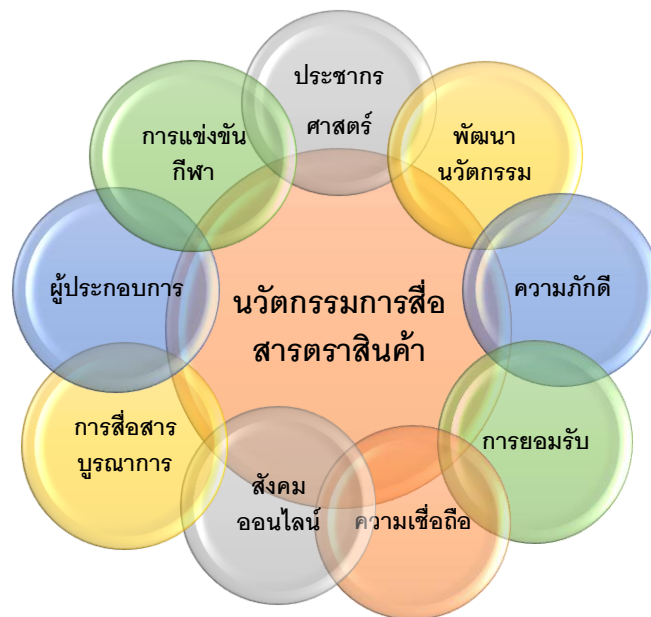 ประชากร
ศาสตร์
พัฒนา
นวัตกรรม
ความภักดี
การยอมรับ
ความเชื่อถือ
สังคม
ออนไลน์
การสื่อสาร
บูรณาการ
ผู้ประกอบการ
การแข่งขัน
กีฬา
นวัตกรรมการสื่อ
สารตราสินค้า